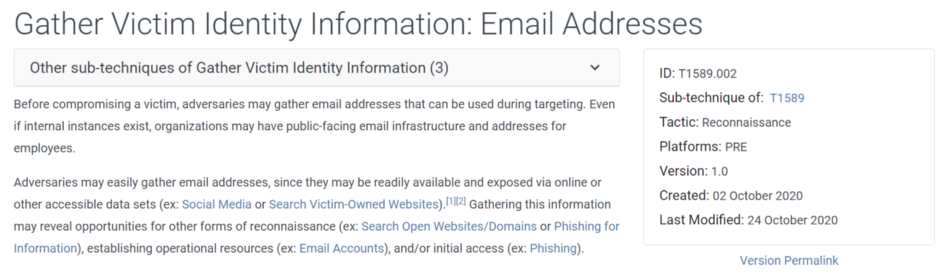 Gather Victim Identity Information: Email Addresses
Other sub-techniques of Gather Victim Identity Information (3)
Before compromising a victim, adversaries may gather email addresses that can be used during targeting. Even
if internal instances exist, organizations may have public-facing email infrastructure and addresses for
employees.
Adversaries may easily gather email addresses, since they may be readily available and exposed via online or
other accessible data sets (ex: Social Media or Search Victim-Owned Websites).[1][2] Gathering this information
may reveal opportunities for other forms of reconnaissance (ex: Search Open Websites/Domains or Phishing for
Information), establishing operational resources (ex: Email Accounts), and/or initial access (ex: Phishing).
ID: T1589.002
Sub-technique of: T1589
Tactic: Reconnaissance
Platforms: PRE
Version: 1.0
Created: 02 October 2020
Last Modified: 24 October 2020
Version Permalink